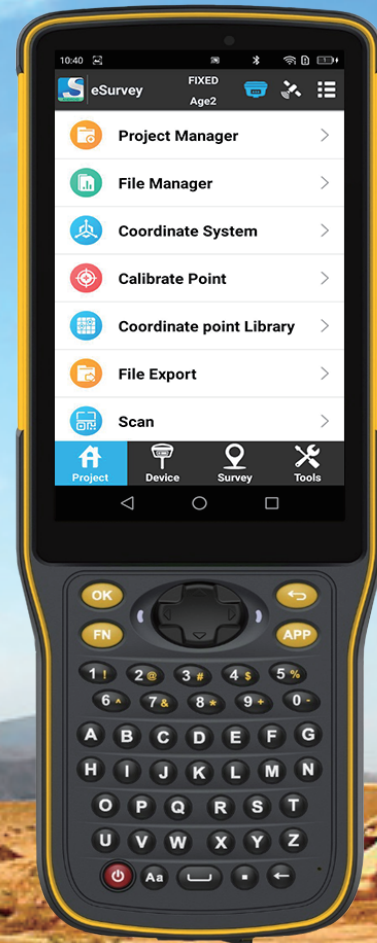 10:40
eSurvey
FIXED
Age2
Project Manager
File Manager
Coordinate System
Calibrate Point
Coordinate point Library
File Export
Scan
Project Device Survey Tools
OK
FN APP
1 ! 2 @ 3 # 4 $ 5 %
6 ^ 7 & 8 * 9 + 0 -
A B C D E F G
H I J K L M N
O P Q R S T
U V W X Y Z
Aa